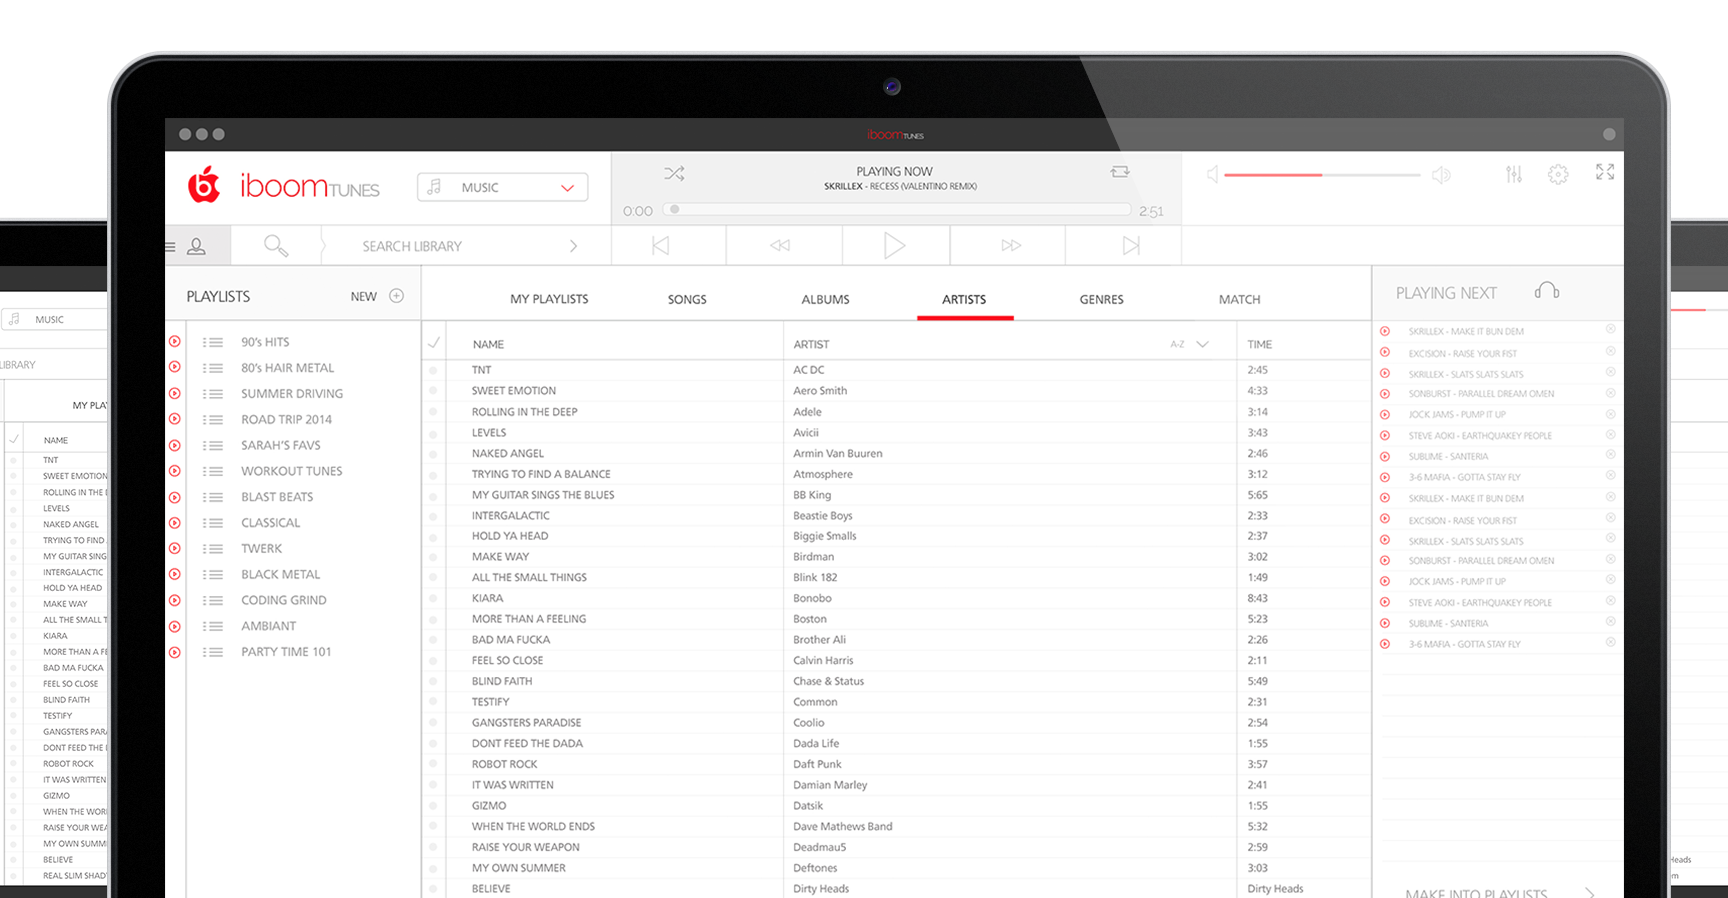 iboomTUNES
iboomTUNES
MUSIC
PLAYING NOW
SKRILLEX - RECESS (VALENTINO REMIX)
0:00
2:51
SEARCH LIBRARY
PLAYLISTS
NEW
MY PLAYLISTS
SONGS
ALBUMS
ARTISTS
GENRES
MATCH
PLAYING NEXT
90's HITS
80's HAIR METAL
SUMMER DRIVING
ROAD TRIP 2014
SARAH'S FAVS
WORKOUT TUNES
BLAST BEATS
CLASSICAL
TWERK
BLACK METAL
CODING GRIND
AMBIANT
PARTY TIME 101
NAME ARTIST A-Z TIME
TNT AC DC 2:45
SWEET EMOTION Aero Smith 4:33
ROLLING IN THE DEEP Adele 3:14
LEVELS Avicii 3:43
NAKED ANGEL Armin Van Buuren 2:46
TRYING TO FIND A BALANCE Atmosphere 3:12
MY GUITAR SINGS THE BLUES BB King 5:65
INTERGALACTIC Beastie Boys 2:33
HOLD YA HEAD Biggie Smalls 2:37
MAKE WAY Birdman 3:02
ALL THE SMALL THINGS Blink 182 1:49
KIARA Bonobo 8:43
MORE THAN A FEELING Boston 5:23
BAD MA FUCKA Brother Ali 2:26
FEEL SO CLOSE Calvin Harris 2:11
BLIND FAITH Chase & Status 5:49
TESTIFY Common 2:31
GANGSTERS PARADISE Coolio 2:54
DONT FEED THE DADA Dada Life 1:55
ROBOT ROCK Daft Punk 3:57
IT WAS WRITTEN Damian Marley 2:41
GIZMO Datsik 1:55
WHEN THE WORLD ENDS Dave Mathews Band 5:32
RAISE YOUR WEAPON Deadmau5 2:59
MY OWN SUMMER Deftones 3:03
BELIEVE Dirty Heads Dirty Heads
SKRILLEX - MAKE IT BUN DEM
EXCISION - RAISE YOUR FIST
SKRILLEX - SLATS SLATS SLATS
SONBURST - PARALLEL DREAM OMEN
JOCK JAMS - PUMP IT UP
STEVE AOKI - EARTHQUAKEY PEOPLE
SUBLIME - SANTERIA
3-6 MAFIA - GOTTA STAY FLY
SKRILLEX - MAKE IT BUN DEM
EXCISION - RAISE YOUR FIST
SKRILLEX - SLATS SLATS SLATS
SONBURST - PARALLEL DREAM OMEN
JOCK JAMS - PUMP IT UP
STEVE AOKI - EARTHQUAKEY PEOPLE
SUBLIME - SANTERIA
3-6 MAFIA - GOTTA STAY FLY
MAKE INTO PLAYLISTS
MUSIC
LIBRARY
MY PLA
NAME
TNT
SWEET EMOTION
ROLLING IN THE
LEVELS
NAKED ANGEL
TRYING TO FIND
MY GUITAR SING
INTERGALACTIC
HOLD YA HEAD
MAKE WAY
ALL THE SMALL T
KIARA
MORE THAN A FE
BAD MA FUCKA
FEEL SO CLOSE
BLIND FAITH
TESTIFY
GANGSTERS PAR
DONT FEED THE
ROBOT ROCK
IT WAS WRITTEN
GIZMO
WHEN THE WOR
RAISE YOUR WEA
MY OWN SUMM
BELIEVE
REAL SLIM SHAD
Heads